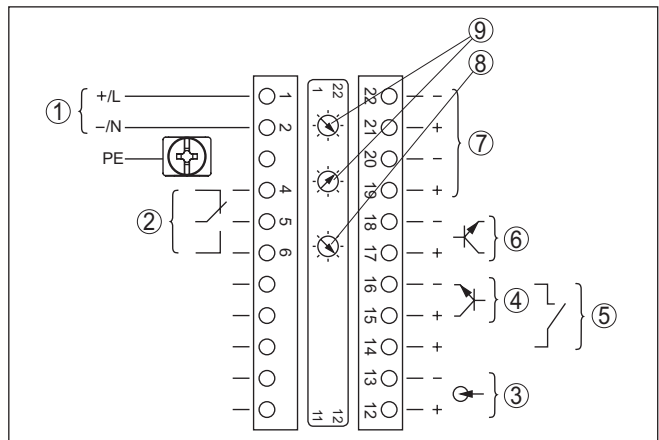 ⑨
⑧
① +/L 1 1 22 22 –
–/N 2 21 +
PE 20 – ⑦
4 19 +
② 5 18 – ⑥
6 17 +
16 – ④
15 + ⑤
14 +
13 – ③
11 12 12 +